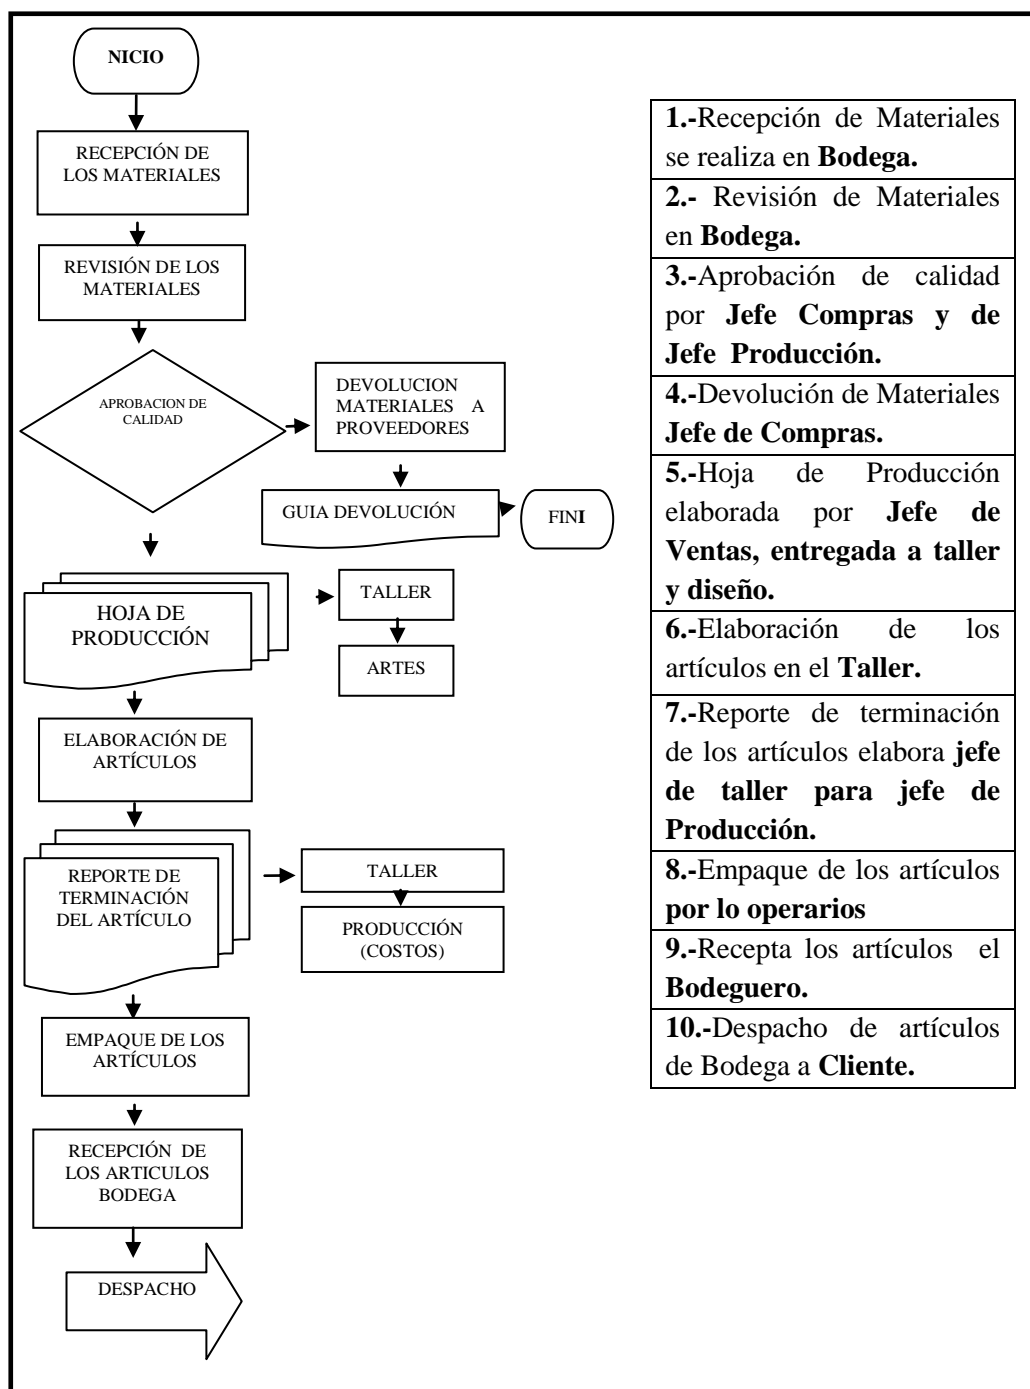 NICIO
RECEPCIÓN DE
LOS MATERIALES
REVISIÓN DE LOS
MATERIALES
APROBACION DE
CALIDAD
DEVOLUCION
MATERIALES A
PROVEEDORES
GUIA DEVOLUCIÓN
FINI
HOJA DE
PRODUCCIÓN
TALLER
ARTES
ELABORACIÓN DE
ARTÍCULOS
REPORTE DE
TERMINACIÓN
DEL ARTÍCULO
TALLER
PRODUCCIÓN
(COSTOS)
EMPAQUE DE LOS
ARTÍCULOS
RECEPCIÓN DE
LOS ARTICULOS
BODEGA
DESPACHO
1.-Recepción de Materiales
se realiza en Bodega.
2.- Revisión de Materiales
en Bodega.
3.-Aprobación de calidad
por Jefe Compras y de
Jefe Producción.
4.-Devolución de Materiales
Jefe de Compras.
5.-Hoja de Producción
elaborada por Jefe de
Ventas, entregada a taller
y diseño.
6.-Elaboración de los
artículos en el Taller.
7.-Reporte de terminación
de los artículos elabora jefe
de taller para jefe de
Producción.
8.-Empaque de los artículos
por lo operarios
9.-Recepta los artículos el
Bodeguero.
10.-Despacho de artículos
de Bodega a Cliente.